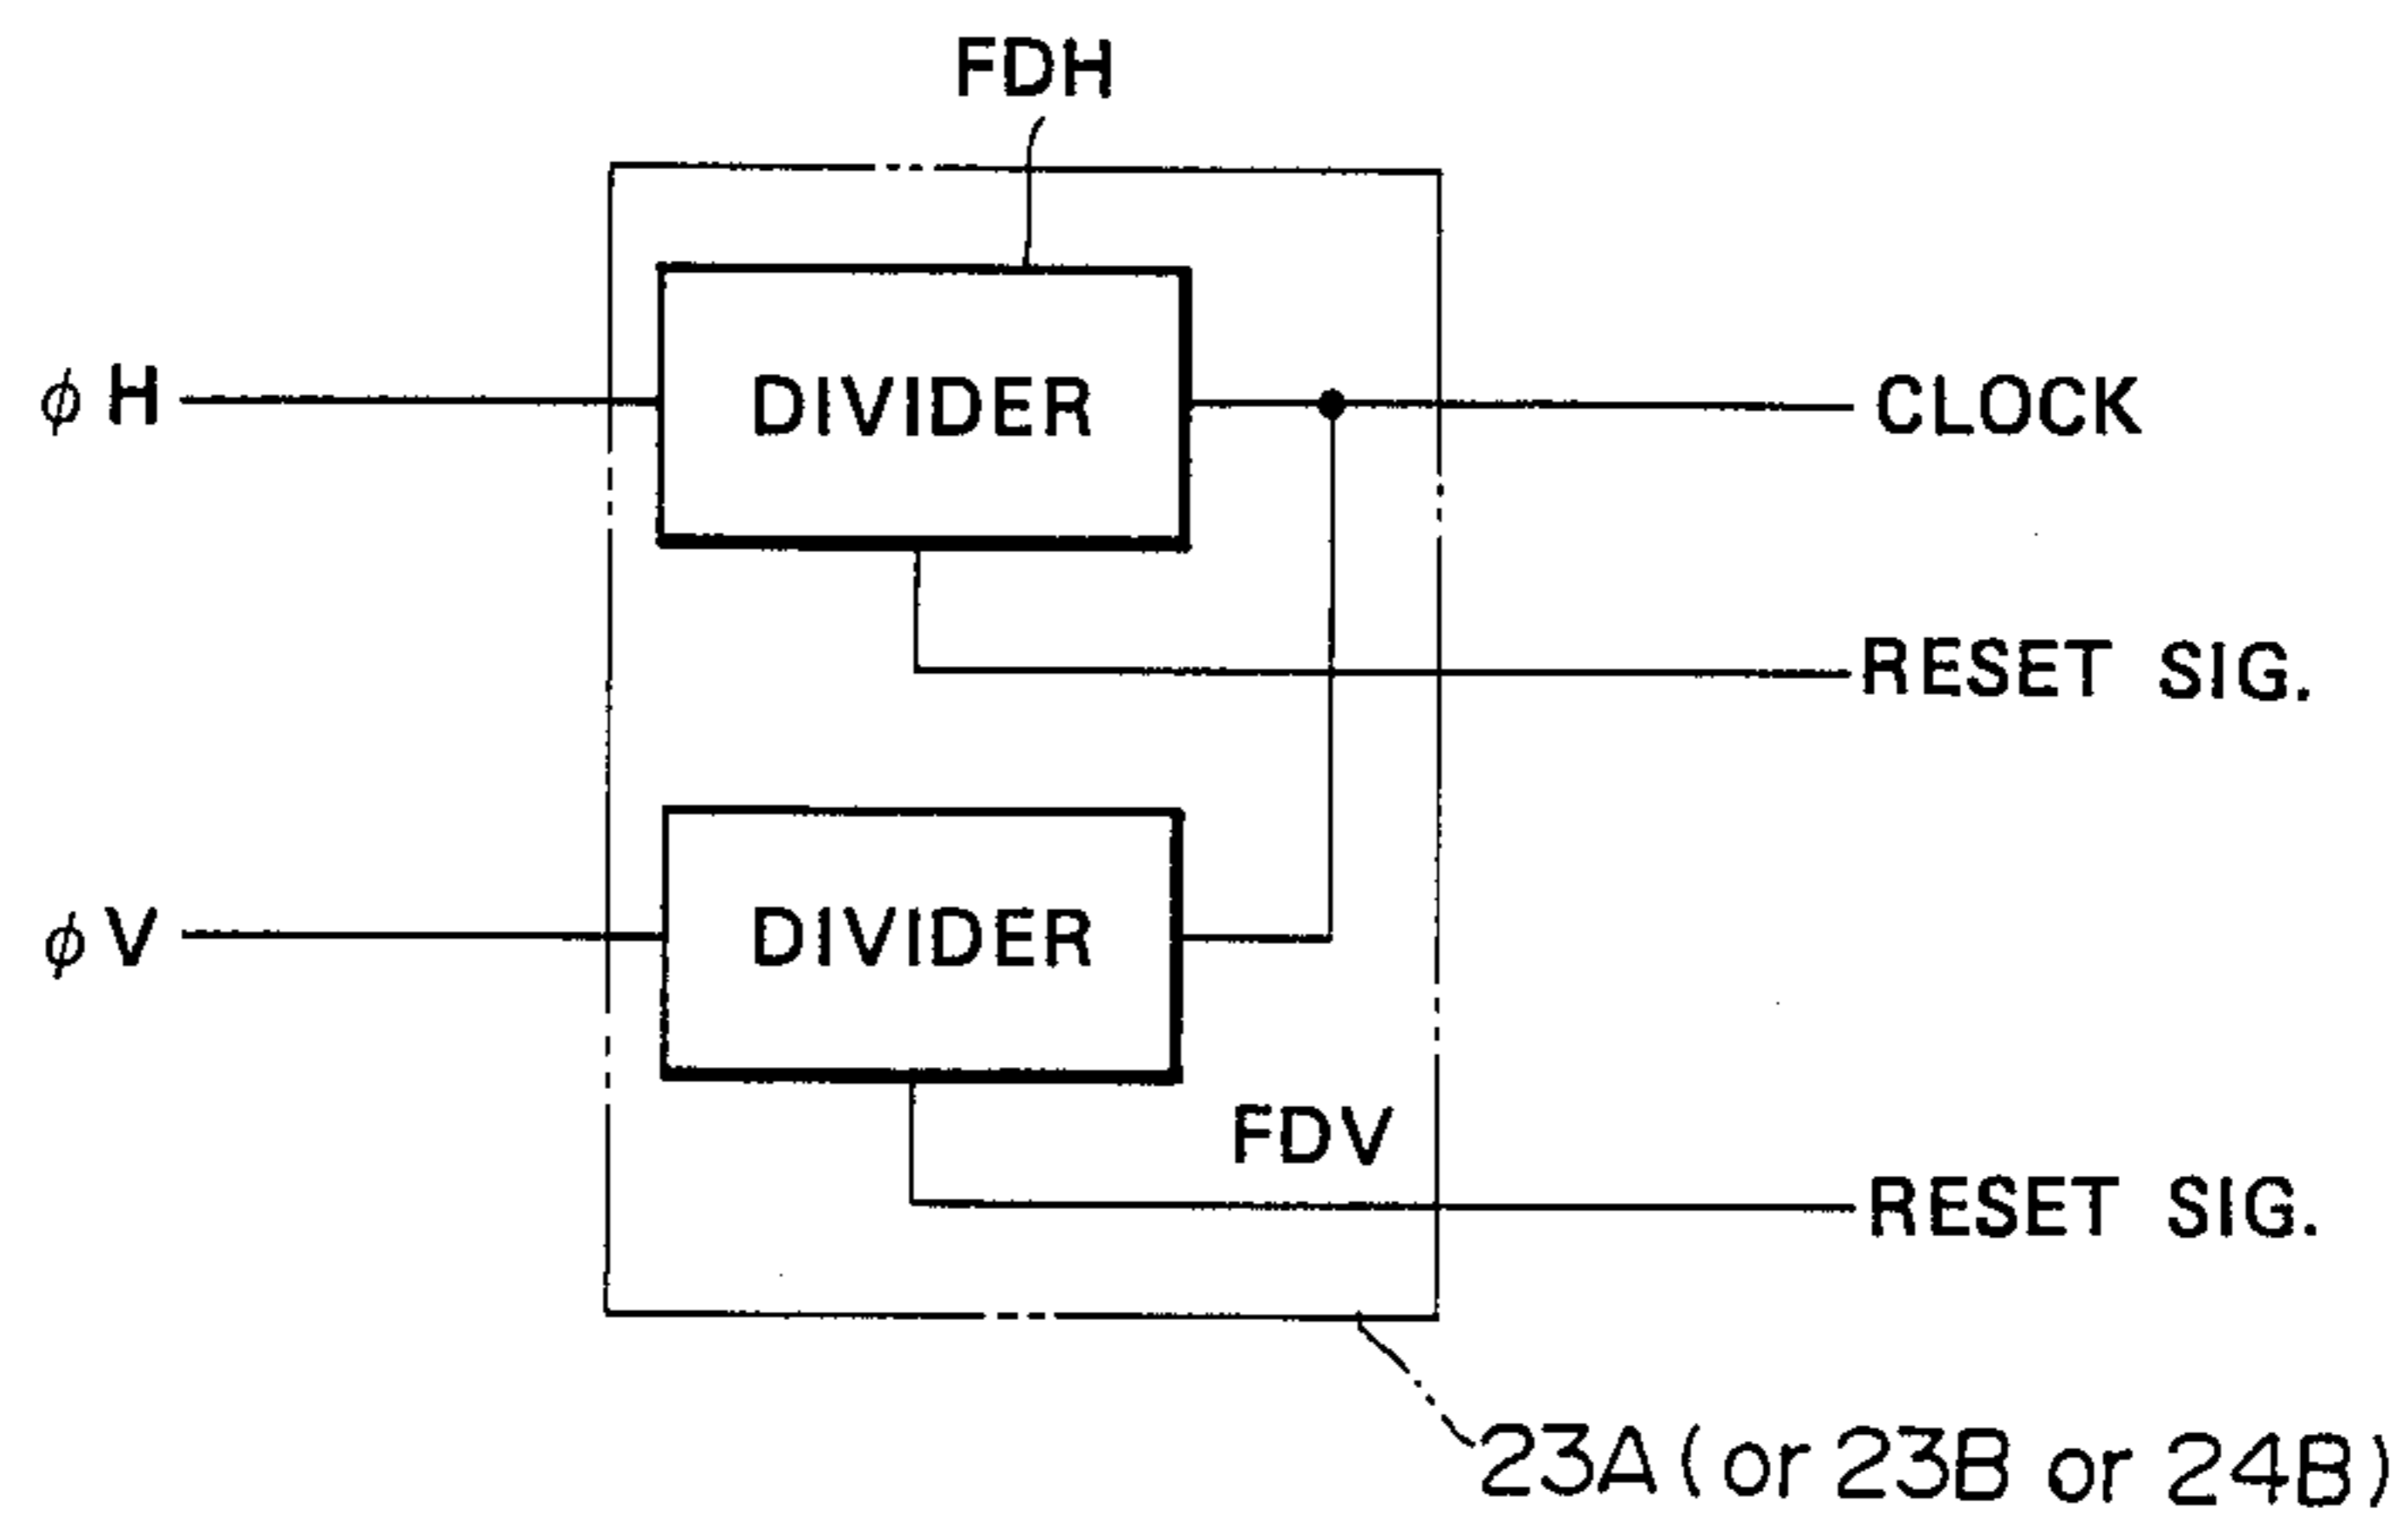 FDH
φH
DIVIDER
CLOCK
RESET SIG.
φV
DIVIDER
FDV
RESET SIG.
23A (or 23B or 24B)